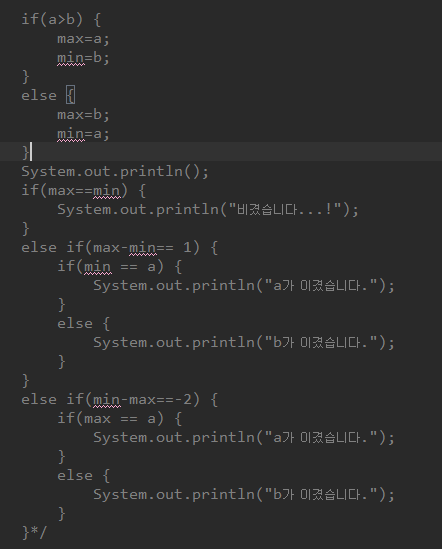 if(a>b) {
max=a;
min=b;
}
else {
max=b;
min=a;
}
System.out.println();
if(max==min) {
System.out.println("비겼습니다...!");
}
else if(max-min== 1) {
if(min == a) {
System.out.println("a가 이겼습니다.");
}
else {
System.out.println("b가 이겼습니다.");
}
}
else if(min-max==-2) {
if(max == a) {
System.out.println("a가 이겼습니다.");
}
else {
System.out.println("b가 이겼습니다.");
}
}*/